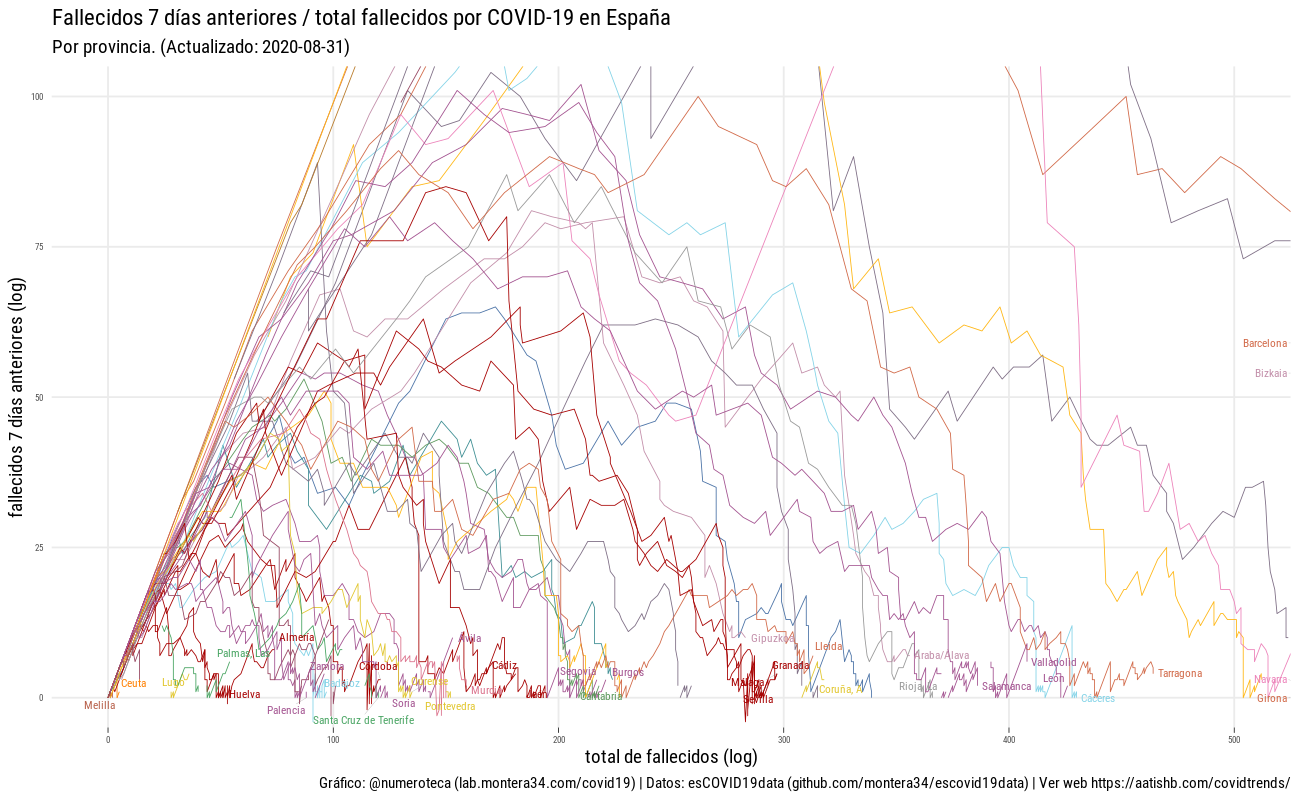 Fallecidos 7 días anteriores / total fallecidos por COVID-19 en España
Por provincia. (Actualizado: 2020-08-31)
fallecidos 7 días anteriores (log)
100
75
50
25
0
Barcelona
Bizkaia
Almería
Ávila
Gipuzkoa
Lleida
Palmas, Las
Araba/Álava
Zamora
Córdoba
Cádiz
Granada
Valladolid
Segovia
Burgos
León
Tarragona
Navarra
Ceuta
Lugo
Badajoz
Ourense
Málaga
Rioja, La
Salamanca
Huelva
Murcia
Jaén
Cantabria
Sevilla
Coruña, A
Cáceres
Girona
Melilla
Palencia
Soria
Pontevedra
Santa Cruz de Tenerife
0
100
200
300
400
500
total de fallecidos (log)
Gráfico: @numeroteca (lab.montera34.com/covid19) | Datos: esCOVID19data (github.com/montera34/escovid19data) | Ver web https://aatishb.com/covidtrends/